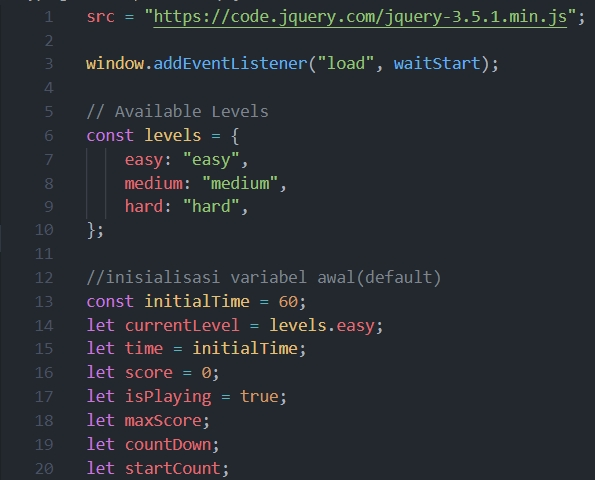 1 src = "https://code.jquery.com/jquery-3.5.1.min.js";
2
3 window.addEventListener("load", waitStart);
4
5 // Available Levels
6 const levels = {
7     easy: "easy",
8     medium: "medium",
9     hard: "hard",
10 };
11
12 //inisialisasi variabel awal(default)
13 const initialTime = 60;
14 let currentLevel = levels.easy;
15 let time = initialTime;
16 let score = 0;
17 let isPlaying = true;
18 let maxScore;
19 let countDown;
20 let startCount;